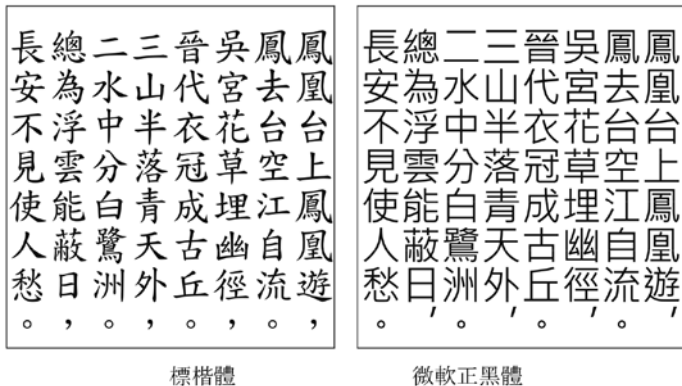 鳳凰台上鳳凰遊，
鳳去台空江自流。
吳宮花草埋幽徑，
晉代衣冠成古丘。
三山半落青天外，
二水中分白鷺洲。
總為浮雲能蔽日，
長安不見使人愁。
標楷體
鳳凰台上鳳凰遊，
鳳去台空江自流。
吳宮花草埋幽徑，
晉代衣冠成古丘。
三山半落青天外，
二水中分白鷺洲。
總為浮雲能蔽日，
長安不見使人愁。
微軟正黑體